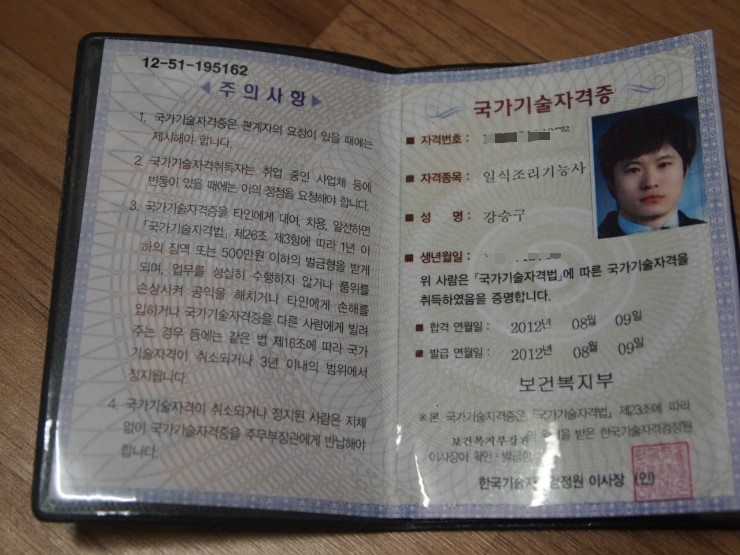 12-51-195162
주의사항
1. 국가기술자격증은 관계자의 요청이 있을 때에는
제시해야 합니다.
2. 국가기술자격취득자는 취업 중인 사업체 등에
변동이 있을 때에는 이의 정정을 요청해야 합니다.
3. 국가기술자격증을 타인에게 대여, 차용, 알선하면
「국가기술자격법」제26조 제3항에 따라 1년 이
하의 징역 또는 500만원 이하의 벌금형을 받게
되며, 업무를 성실히 수행하지 않거나 품위를
손상시켜 공익을 해치거나 타인에게 손해를
입히거나 국가기술자격증을 다른 사람에게 빌려
주는 경우 등에는 같은 법 제16조에 따라 국가
기술자격이 취소되거나 3년 이내의 범위에서
정지됩니다.
4. 국가기술자격이 취소되거나 정지된 사람은 지체
없이 국가기술자격증을 주무부장관에게 반납해야
합니다.
국가기술자격증
■ 자격번호 :
■ 자격종목 : 일식조리기능사
■ 성 명 : 강승구
■ 생년월일 :
위 사람은 「국가기술자격법」에 따른 국가기술자격을
취득하였음을 증명합니다.
■ 합격 연월일 : 2012년 08월 09일
■ 발급 연월일 : 2012년 08월 09일
보건복지부
※ 본 국가기술자격증은 「국가기술자격법」 제23조에 따라
보건복지부장관의 받은 한국기술자격검정원
이사장이 확인·발급한
한국기술자 검정원 이사장 (인)